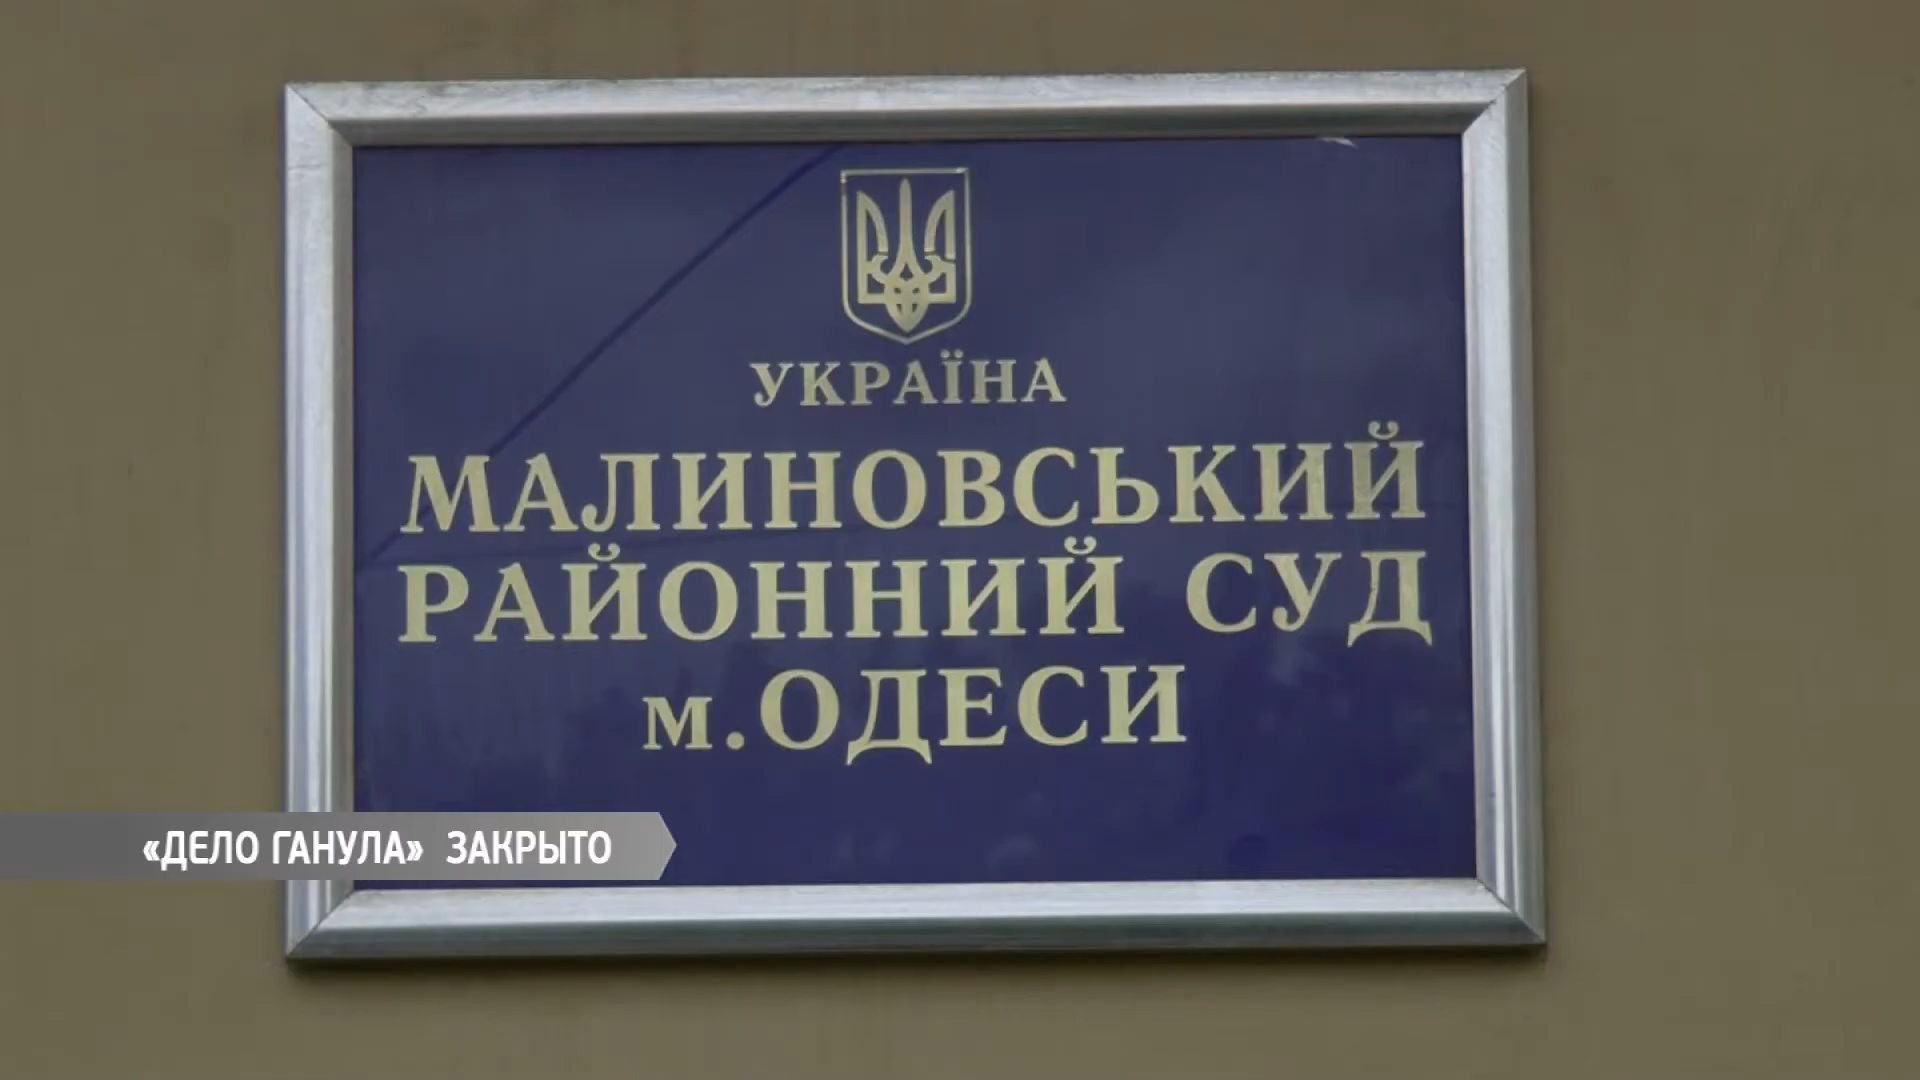 УКРАЇНА
МАЛИНОВСЬКИЙ
РАЙОННИЙ СУД
м.ОДЕСИ
«ДЕЛО ГАНУЛА» ЗАКРЫТО